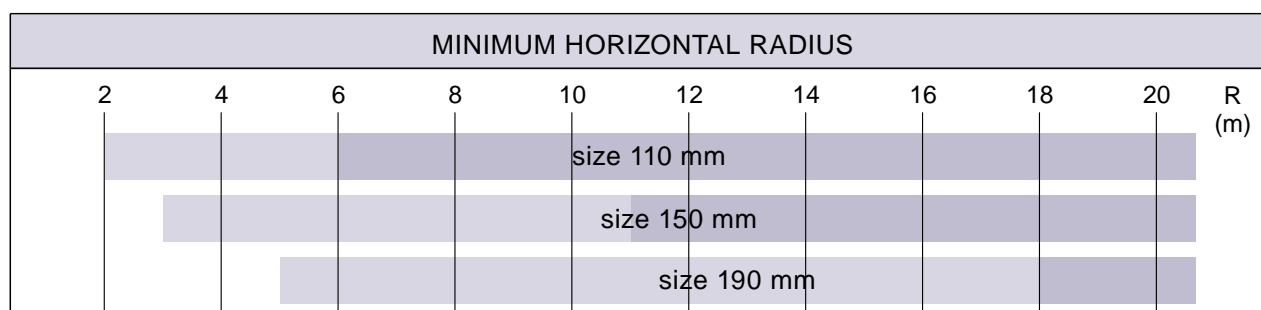 MINIMUM HORIZONTAL RADIUS
2 4 6 8 10 12 14 16 18 20 R
(m)
size 110 mm
size 150 mm
size 190 mm